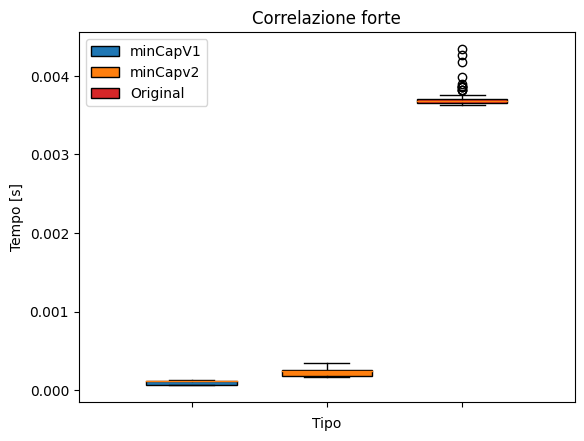 Correlazione forte
minCapV1
minCapv2
Original
0.004
0.003
0.002
0.001
0.000
Tempo [s]
Tipo